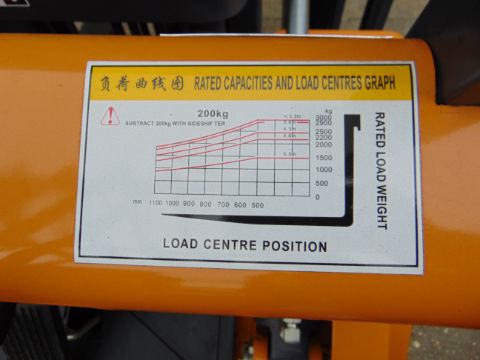 负荷曲线图 RATED CAPACITIES AND LOAD CENTRES GRAPH
200kg
SUBTRACT 200kg WITH SIDESHIFTER
kg
3000
2900
2500
2200
1500
1000
500
0
mm 1100 1000 900 800 700 600 500
LOAD CENTRE POSITION
RATED LOAD WEIGHT